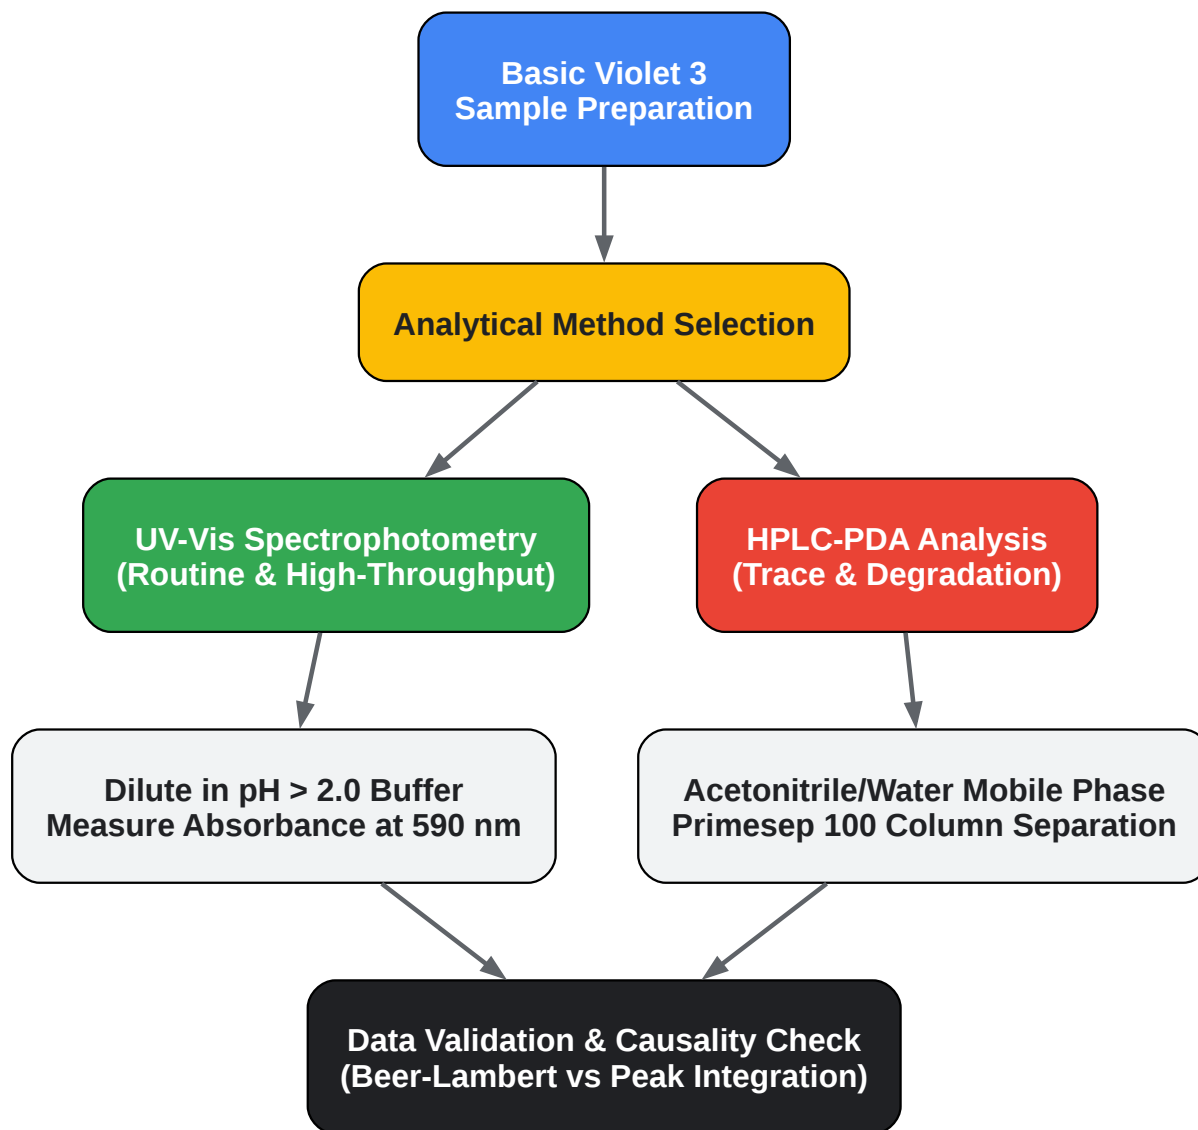 Basic Violet 3
Sample Preparation
Analytical Method Selection
UV-Vis Spectrophotometry
(Routine & High-Throughput)
HPLC-PDA Analysis
(Trace & Degradation)
Dilute in pH > 2.0 Buffer
Measure Absorbance at 590 nm
Acetonitrile/Water Mobile Phase
Primesep 100 Column Separation
Data Validation & Causality Check
(Beer-Lambert vs Peak Integration)